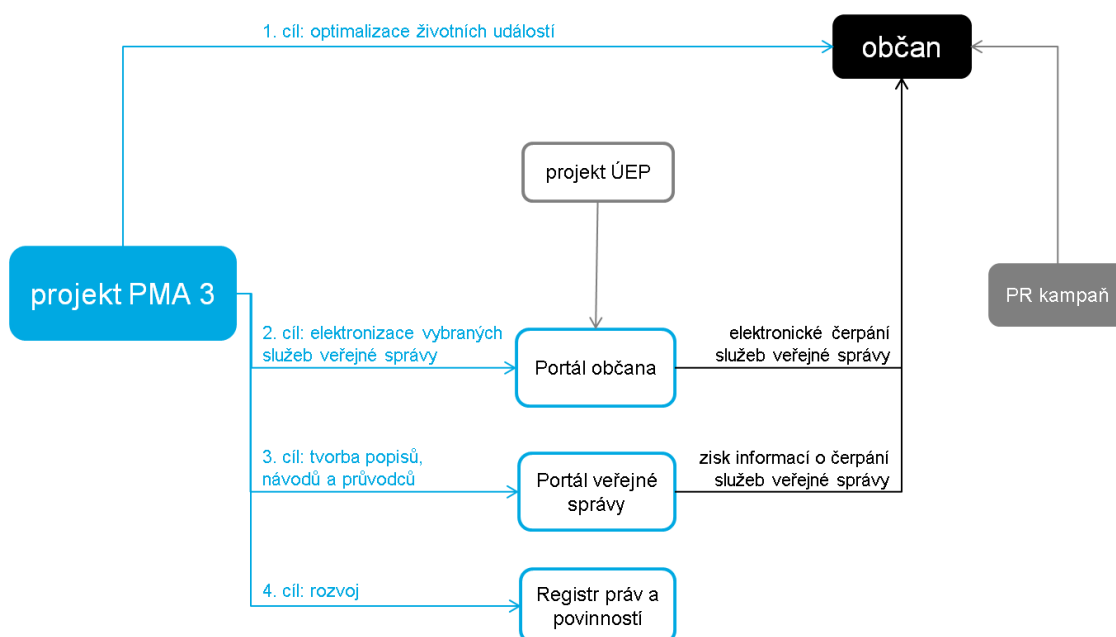 1. cíl: optimalizace životních událostí
občan
projekt ÚEP
projekt PMA 3
PR kampaň
2. cíl: elektronizace vybraných
služeb veřejné správy
Portál občana
elektronické čerpání
služeb veřejné správy
3. cíl: tvorba popisů,
návodů a průvodců
Portál veřejné
správy
zisk informací o čerpání
služeb veřejné správy
4. cíl: rozvoj
Registr práv a
povinností